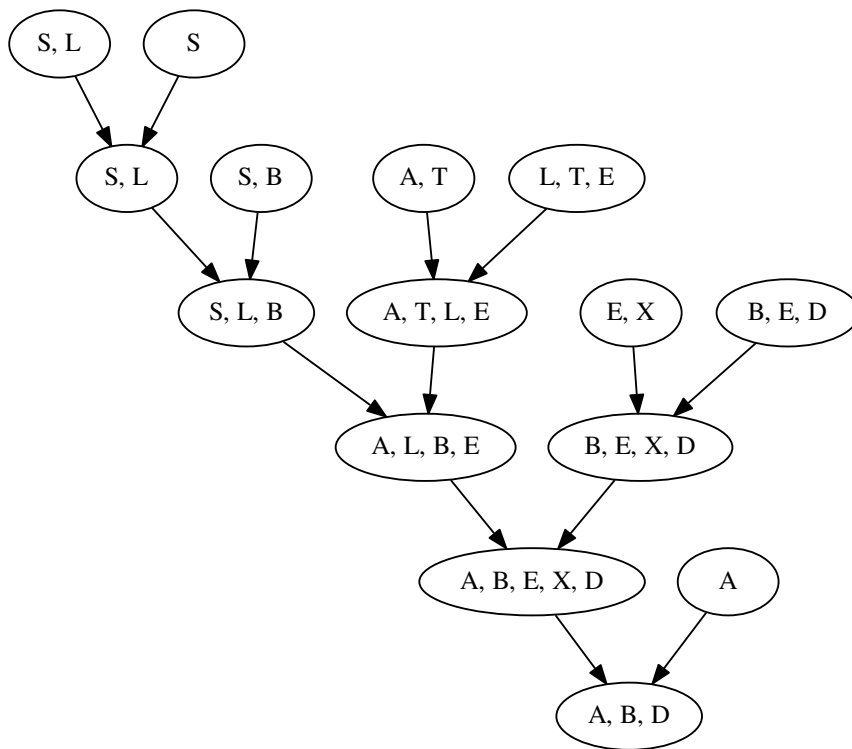 S, L
S
S, L
S, B
A, T
L, T, E
S, L, B
A, T, L, E
E, X
B, E, D
A, L, B, E
B, E, X, D
A, B, E, X, D
A
A, B, D